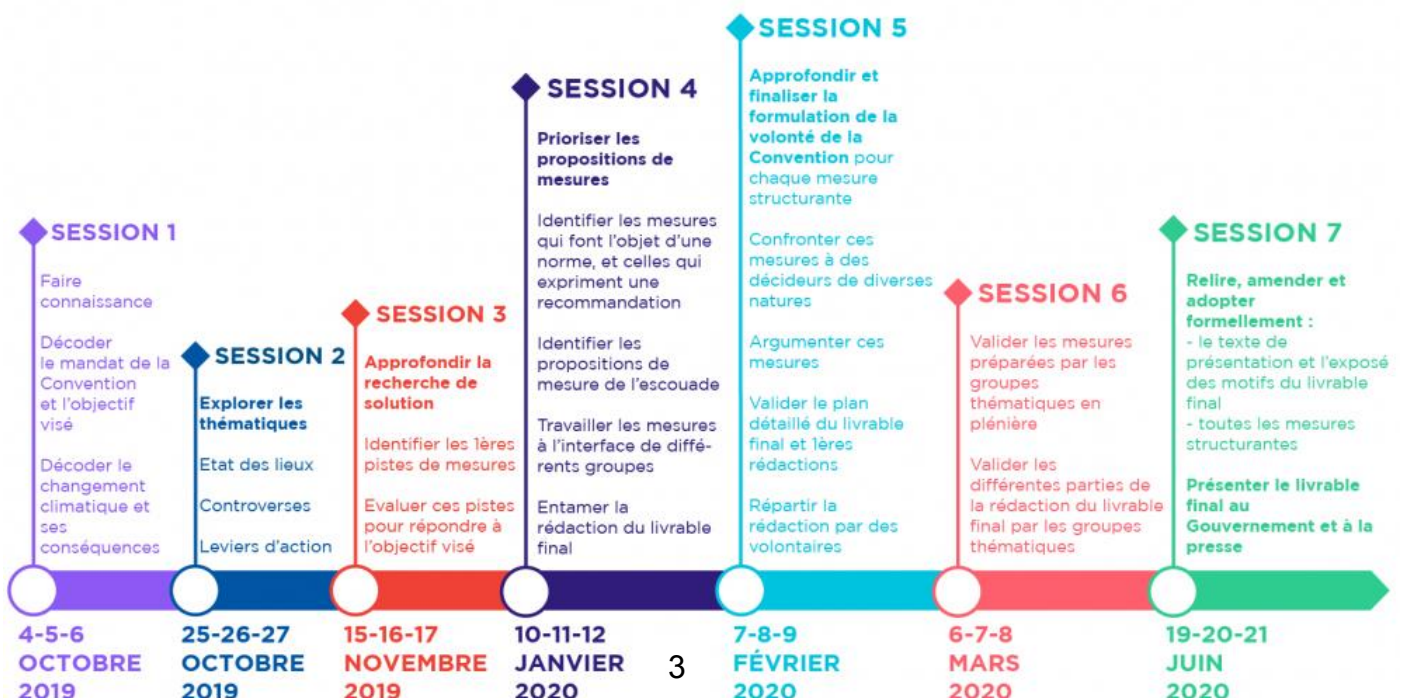 SESSION 1
Faire
connaissance
Décoder
le mandat de la
Convention
et l'objectif
visé
Décoder le
changement
climatique et
ses
conséquences
4-5-6
OCTOBRE
2019
SESSION 2
Explorer les
thématiques
Etat des lieux
Controverses
Leviers d'action
25-26-27
OCTOBRE
2019
SESSION 3
Approfondir la
recherche de
solution
Identifier les 1ères
pistes de mesures
Evaluer ces pistes
pour répondre à
l'objectif visé
15-16-17
NOVEMBRE
2019
SESSION 4
Prioriser les
propositions de
mesures
Identifier les mesures
qui font l'objet d'une
norme, et celles qui
expriment une
recommandation
Identifier les
propositions de
mesure de l'escouade
Travailler les mesures
à l'interface de diffé-
rents groupes
Entamer la
rédaction du livrable
final
10-11-12
JANVIER
2020
3
SESSION 5
Approfondir et
finaliser la
formulation de la
volonté de la
Convention pour
chaque mesure
structurante
Confronter ces
mesures à des
décideurs de diverses
natures
Argumenter ces
mesures
Valider le plan
détaillé du livrable
final et 1ères
rédactions
Répartir la
rédaction par des
volontaires
7-8-9
FÉVRIER
2020
SESSION 6
Valider les mesures
préparées par les
groupes
thématiques en
plénière
Valider les
différentes parties de
la rédaction du livrable
final par les groupes
thématiques
6-7-8
MARS
2020
SESSION 7
Relire, amender et
adopter
formellement :
- le texte de
présentation et l'exposé
des motifs du livrable
final
- toutes les mesures
structurantes
Présenter le livrable
final au
Gouvernement et à la
presse
19-20-21
JUIN
2020